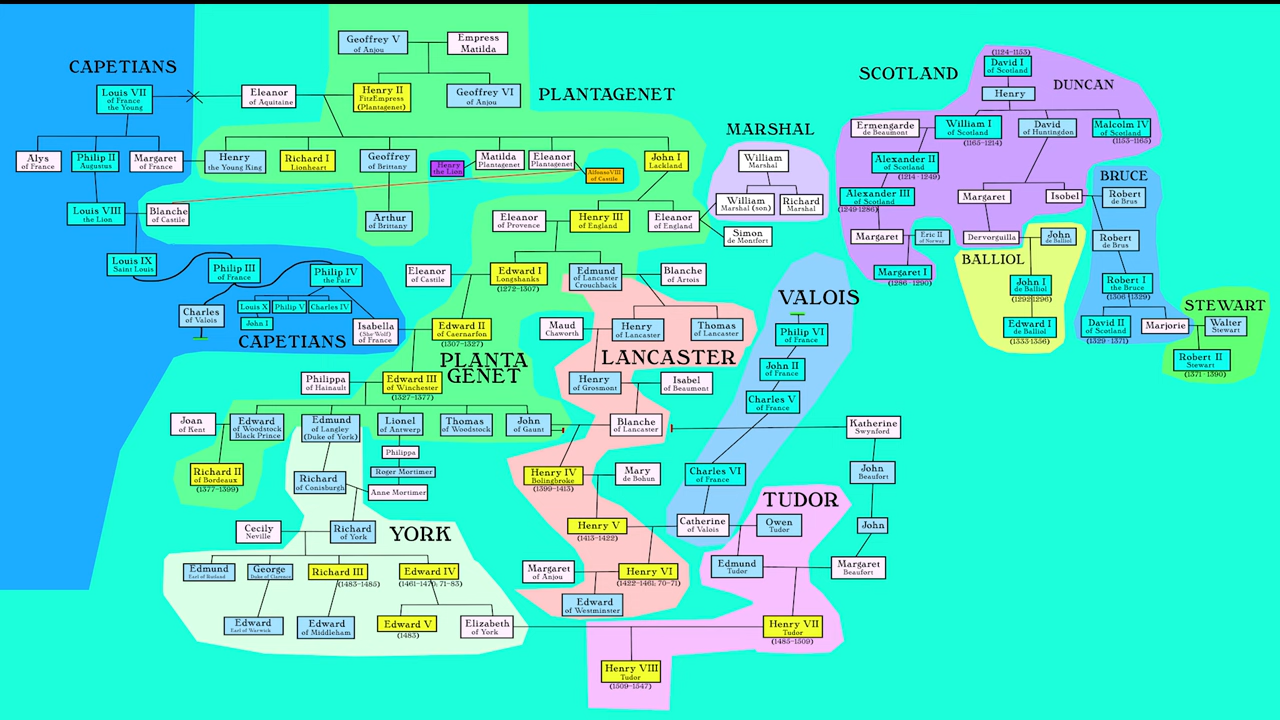 Geoffrey V
of Anjou
Empress
Matilda
CAPETIANS
Louis VII
of France
the Young
Eleanor
of Aquitaine
Henry II
FitzEmpress
(Plantagenet)
Geoffrey VI
of Anjou
PLANTAGENET
SCOTLAND
(1124-1153)
David I
of Scotland
Henry
DUNCAN
Alys
of France
Philip II
Augustus
Margaret
of France
Henry
the Young King
Richard I
Lionheart
Geoffrey
of Brittany
Henry
the Lion
Matilda
Plantagenet
Eleanor
Plantagenet
Alfonso VIII
of Castile
John I
Lackland
MARSHAL
William
Marshal
William
Marshal (son)
Richard
Marshal
Ermengarde
de Beaumont
William I
of Scotland
(1165-1214)
David
of Huntingdon
Malcolm IV
of Scotland
(1153-1165)
Alexander II
of Scotland
(1214-1249)
Alexander III
of Scotland
(1249-1286)
Margaret
Isobel
BRUCE
Robert
de Brus
Louis VIII
the Lion
Blanche
of Castile
Arthur
of Brittany
Eleanor
of Provence
Henry III
of England
Eleanor
of England
Simon
de Monfort
Margaret
Eric II
of Norway
Dervorguilla
John
de Balliol
Robert
de Brus
Louis IX
Saint Louis
Philip III
of France
Philip IV
the Fair
Eleanor
of Castile
Edward I
Longshanks
(1272-1307)
Edmund
of Lancaster
Crouchback
Blanche
of Artois
Margaret I
(1286-1290)
BALLIOL
John I
de Balliol
(1292-1296)
Robert I
the Bruce
(1306-1329)
Charles
of Valois
Louis X
Philip V
Charles IV
John I
CAPETIANS
Isabella
(She Wolf)
of France
Edward II
of Caernarfon
(1307-1327)
Maud
Chaworth
Henry
of Lancaster
Thomas
of Lancaster
VALOIS
Philip VI
of France
Edward I
de Balliol
(1333-1356)
David II
of Scotland
(1329-1371)
Marjorie
STEWART
Walter
Stewart
Robert II
Stewart
(1371-1390)
PLANTA
GENET
LANCASTER
John II
of France
Philippa
of Hainault
Edward III
of Winchester
(1327-1377)
Henry
of Grosmont
Isabel
of Beaumont
Charles V
of France
Joan
of Kent
Edward
of Woodstock
Black Prince
Edmund
of Langley
(Duke of York)
Lionel
of Antwerp
Thomas
of Woodstock
John
of Gaunt
Blanche
of Lancaster
Katherine
Swynford
Philippa
Richard II
of Bordeaux
(1377-1399)
Richard
of Conisburgh
Roger Mortimer
Anne Mortimer
Henry IV
Bolingbroke
(1399-1413)
Mary
de Bohun
Charles VI
of France
John
Beaufort
TUDOR
Cecily
Neville
Richard
of York
YORK
Henry V
(1413-1422)
Catherine
of Valois
Owen
Tudor
John
Edmund
Earl of Rutland
George
Duke of Clarence
Richard III
(1483-1485)
Edward IV
(1461-1470; 71-83)
Margaret
of Anjou
Henry VI
(1422-1461; 70-71)
Edmund
Tudor
Margaret
Beaufort
Edward
of Westminster
Edward
Earl of Warwick
Edward
of Middleham
Edward V
(1483)
Elizabeth
of York
Henry VII
Tudor
(1485-1509)
Henry VIII
Tudor
(1509-1547)